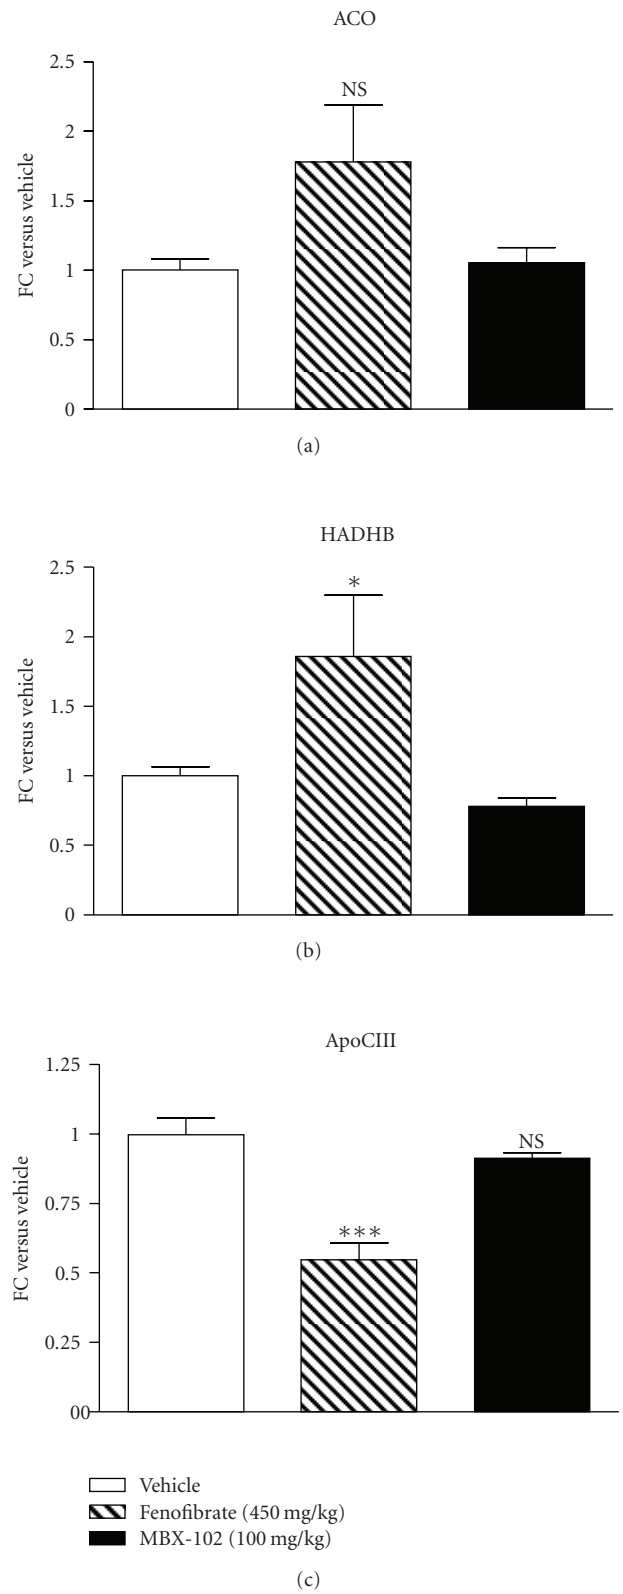 ACO
2.5
NS
2
FC versus vehicle
1.5
1
0.5
0
(a)
HADHB
2.5
*
2
FC versus vehicle
1.5
1
0.5
0
(b)
ApoCIII
1.25
1
NS
FC versus vehicle
0.75
***
0.5
0.25
00
Vehicle
Fenofibrate (450 mg/kg)
MBX-102 (100 mg/kg)
(c)